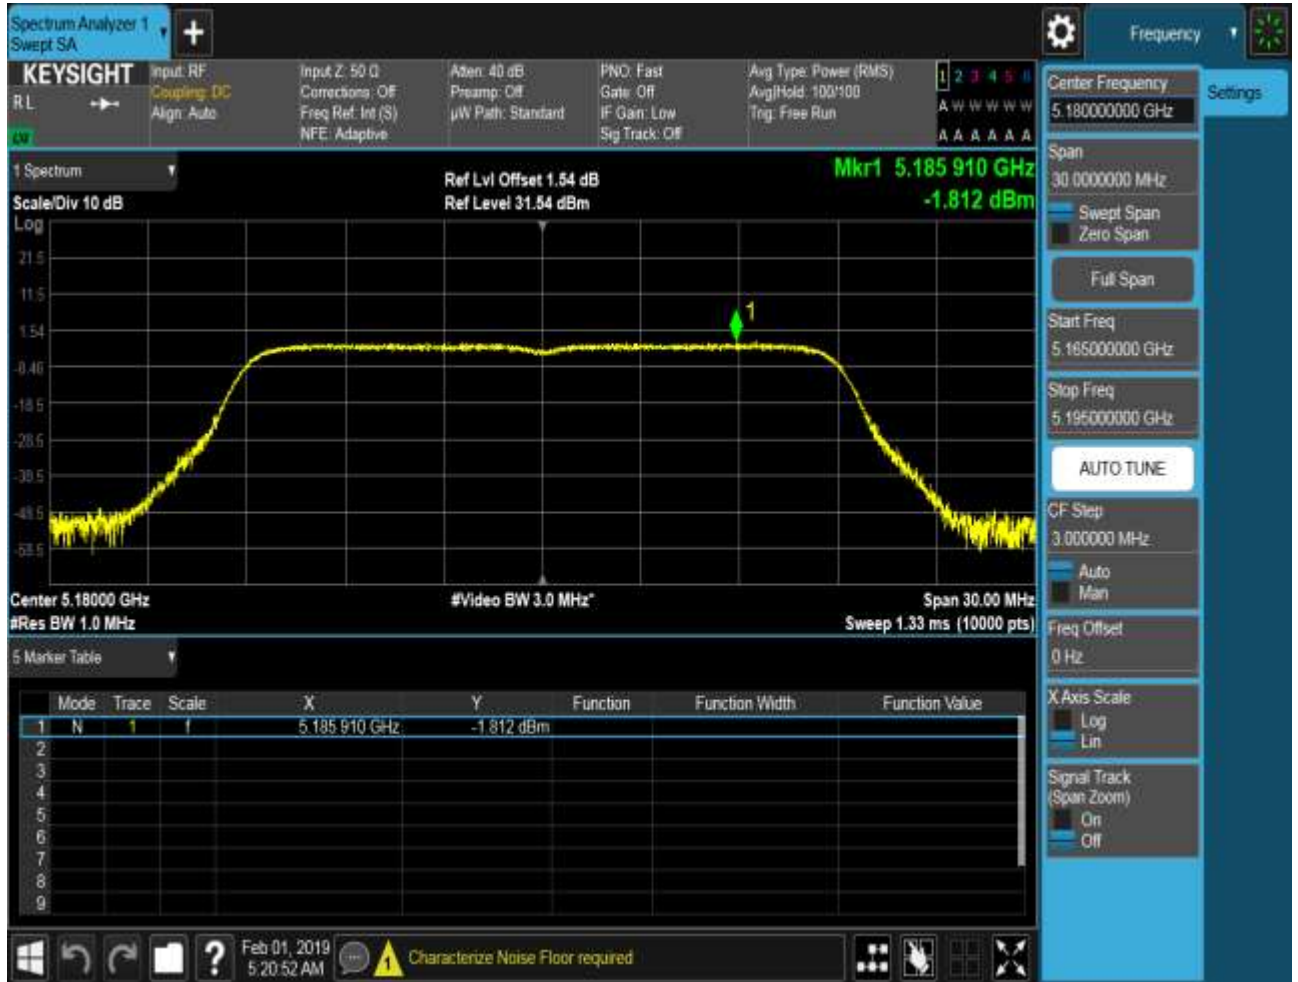 Spectrum Analyzer 1
Swept SA
+
Frequency
KEYSIGHT
RL
Input: RF
Coupling: DC
Align: Auto
Input Z: 50 Ω
Corrections: Off
Freq Ref: Int (S)
NFE: Adaptive
Atten: 40 dB
Preamp: Off
µW Path: Standard
PNO: Fast
Gate: Off
IF Gain: Low
Sig Track: Off
Avg Type: Power (RMS)
Avg|Hold: 100/100
Trig: Free Run
1 2 3 4 5 6
A W W W W W
A A A A A A
1 Spectrum
Scale/Div 10 dB
Log
Ref Lvl Offset 1.54 dB
Ref Level 31.54 dBm
Mkr1 5.185 910 GHz
-1.812 dBm
21.5
11.5
1.54
-8.46
-18.5
-28.5
-38.5
-48.5
-58.5
1
Center 5.18000 GHz
#Res BW 1.0 MHz
#Video BW 3.0 MHz*
Span 30.00 MHz
Sweep 1.33 ms (10000 pts)
5 Marker Table
Mode Trace Scale X Y Function Function Width Function Value
1 N 1 f 5.185 910 GHz -1.812 dBm
2
3
4
5
6
7
8
9
Feb 01, 2019
5:20:52 AM
?
1
Characterize Noise Floor required
Center Frequency
5.180000000 GHz
Settings
Span
30.0000000 MHz
Swept Span
Zero Span
Full Span
Start Freq
5.165000000 GHz
Stop Freq
5.195000000 GHz
AUTO TUNE
CF Step
3.000000 MHz
Auto
Man
Freq Offset
0 Hz
X Axis Scale
Log
Lin
Signal Track
(Span Zoom)
On
Off